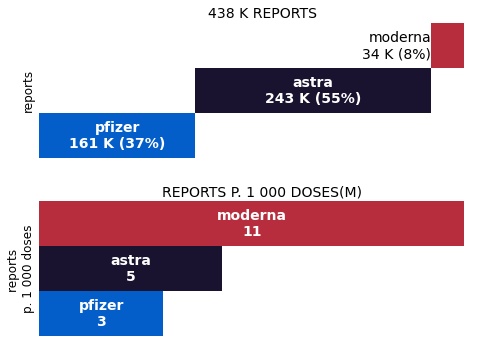 438 K REPORTS
moderna
34 K (8%)
astra
243 K (55%)
pfizer
161 K (37%)
reports
REPORTS P. 1 000 DOSES(M)
moderna
11
astra
5
pfizer
3
reports
p. 1 000 doses